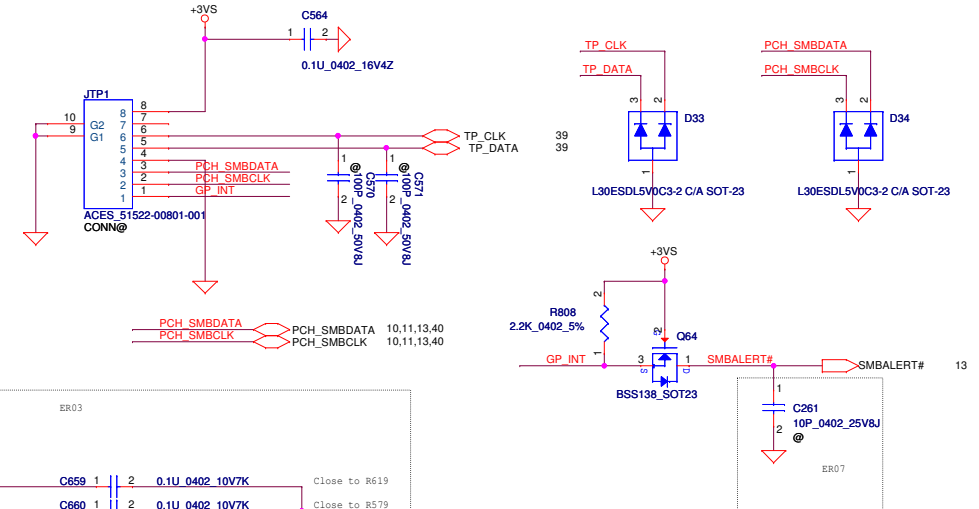 +3VS
C564
1 2
0.1U_0402_16V4Z
JTP1
8 8
7 7
6 6
5 5
4 4
3 3
2 2
1 1
10 G2
9 G1
ACES_51522-00801-001
CONN@
PCH_SMBDATA
PCH_SMBCLK
GP_INT
TP_CLK 39
TP_DATA 39
1
2
@
C570
100P_0402_50V8J
1
2
@
C571
100P_0402_50V8J
TP_CLK
TP_DATA
3 2
D33
1
L30ESDL5V0C3-2 C/A SOT-23
PCH_SMBDATA
PCH_SMBCLK
3 2
D34
1
L30ESDL5V0C3-2 C/A SOT-23
PCH_SMBDATA PCH_SMBDATA 10,11,13,40
PCH_SMBCLK PCH_SMBCLK 10,11,13,40
+3VS
2
R808
2.2K_0402_5%
1
2
G
Q64
GP_INT
3
S
1
D
BSS138_SOT23
SMBALERT#
SMBALERT# 13
1
C261
10P_0402_25V8J
2
@
ER07
ER03
C659 1 2 0.1U_0402_10V7K Close to R619
C660 1 2 0.1U_0402_10V7K Close to R579